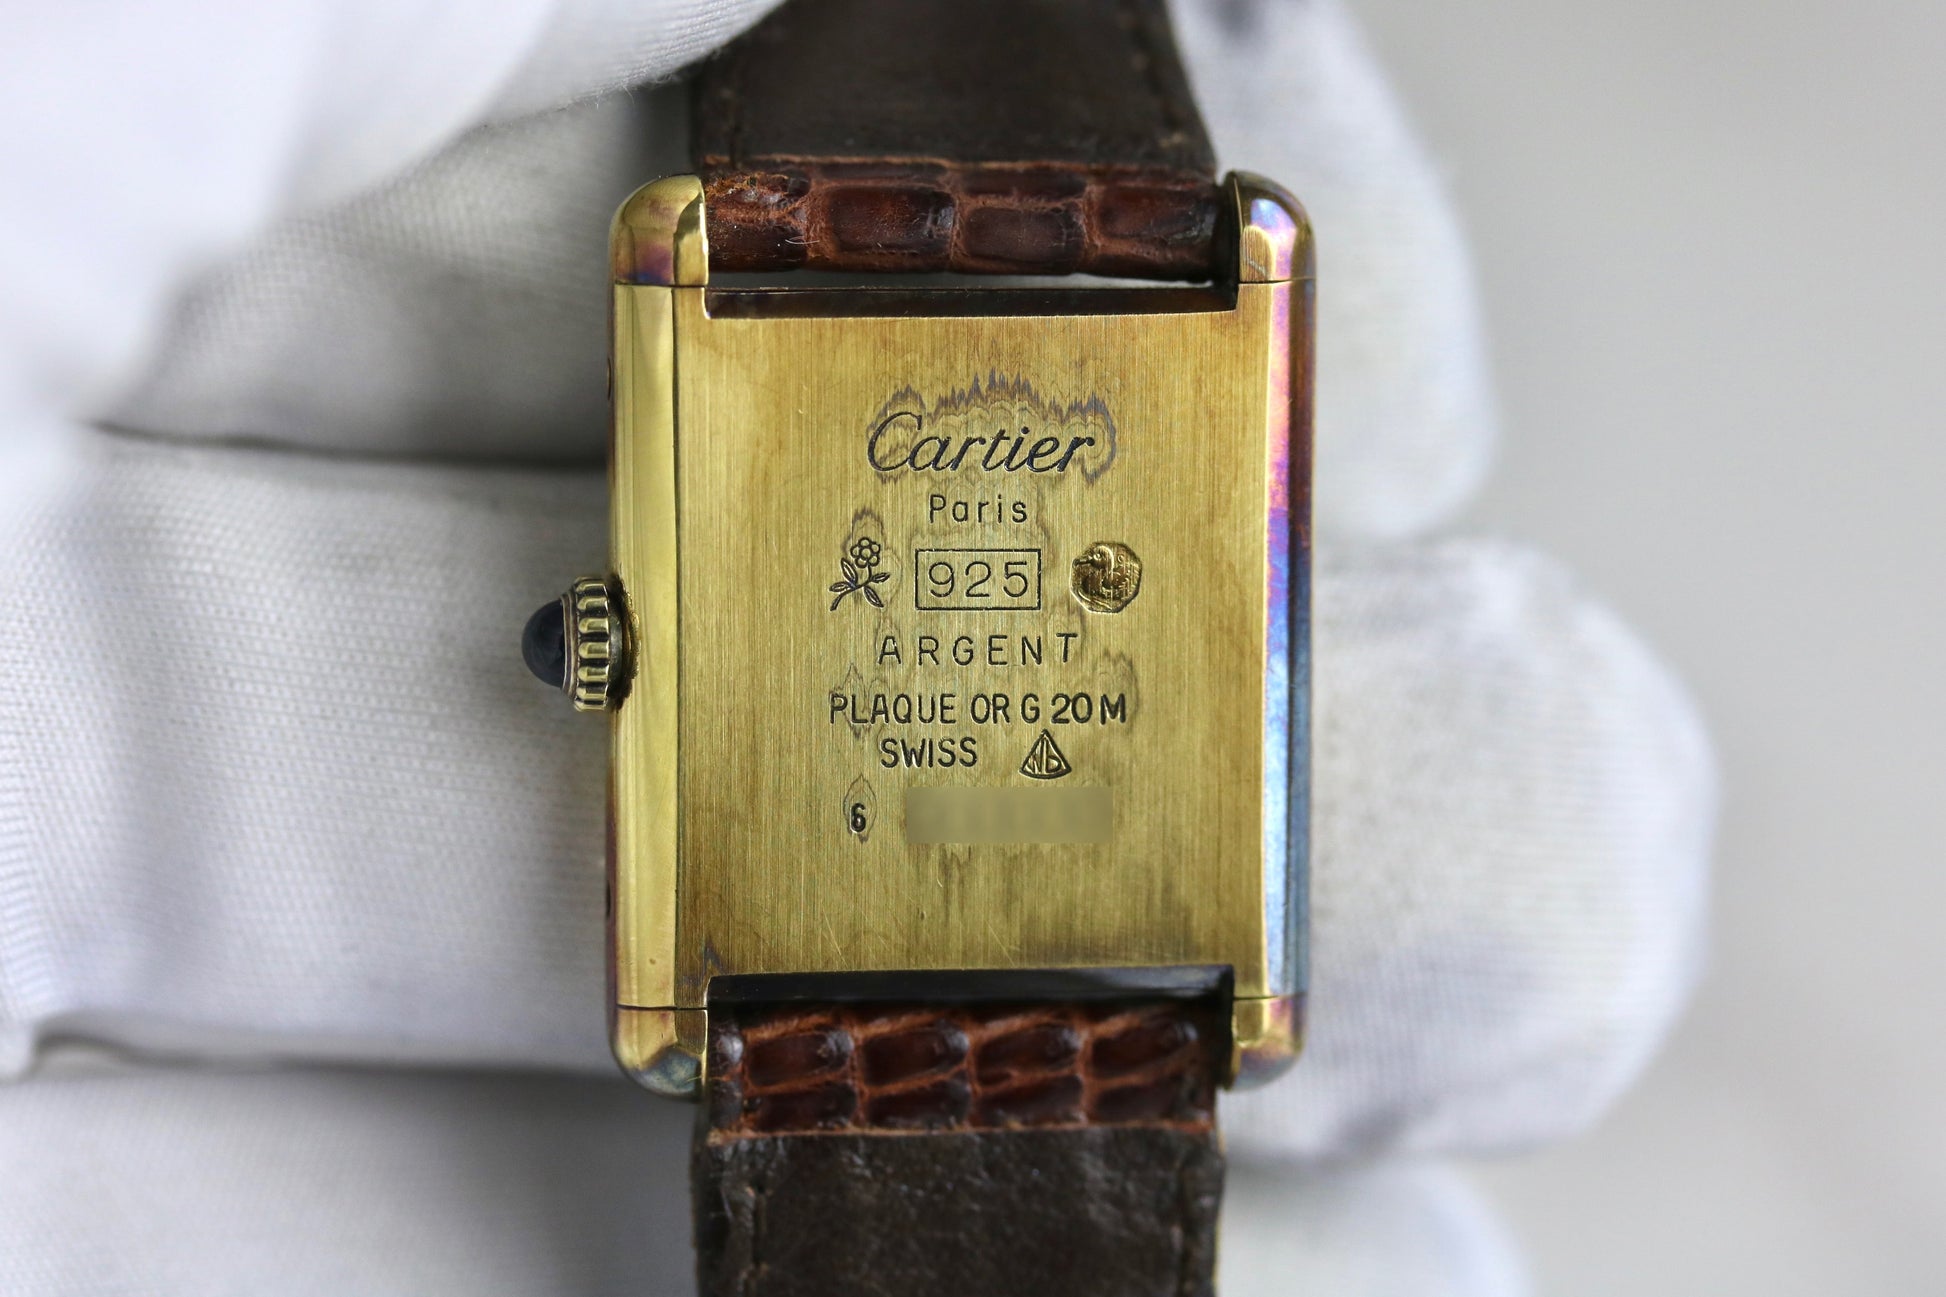 Cartier
Paris
925
ARGENT
PLAQUE OR G 20 M
SWISS
6